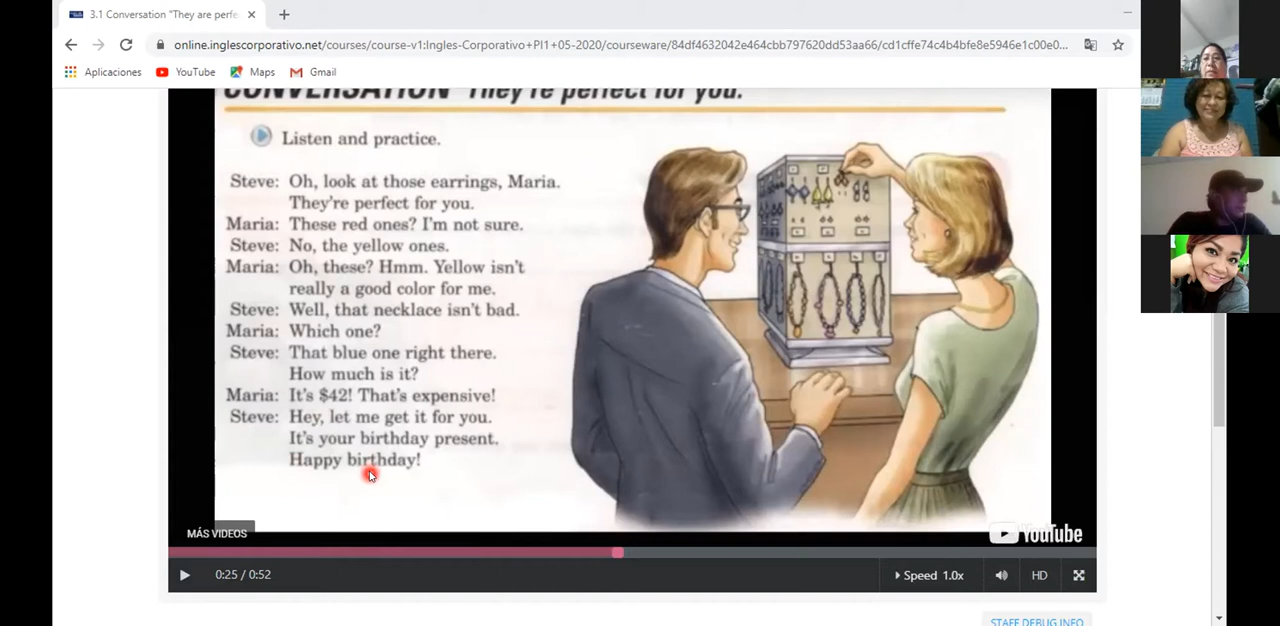 3.1 Conversation "They are perfe
online.inglescorporativo.net/courses/course-v1:Ingles-Corporativo+PI1+05-2020/courseware/84df4632042e464cbb797620dd53aa66/cd1cffe74c4b4bfe8e5946e1c00e0...
Aplicaciones YouTube Maps Gmail
CONVERSATION They're perfect for you.
Listen and practice.
Steve: Oh, look at those earrings, Maria.
They're perfect for you.
Maria: These red ones? I'm not sure.
Steve: No, the yellow ones.
Maria: Oh, these? Hmm. Yellow isn't
really a good color for me.
Steve: Well, that necklace isn't bad.
Maria: Which one?
Steve: That blue one right there.
How much is it?
Maria: It's $42! That's expensive!
Steve: Hey, let me get it for you.
It's your birthday present.
Happy birthday!
MÁS VIDEOS
YouTube
0:25 / 0:52
Speed 1.0x
HD
STAFF DEBUG INFO